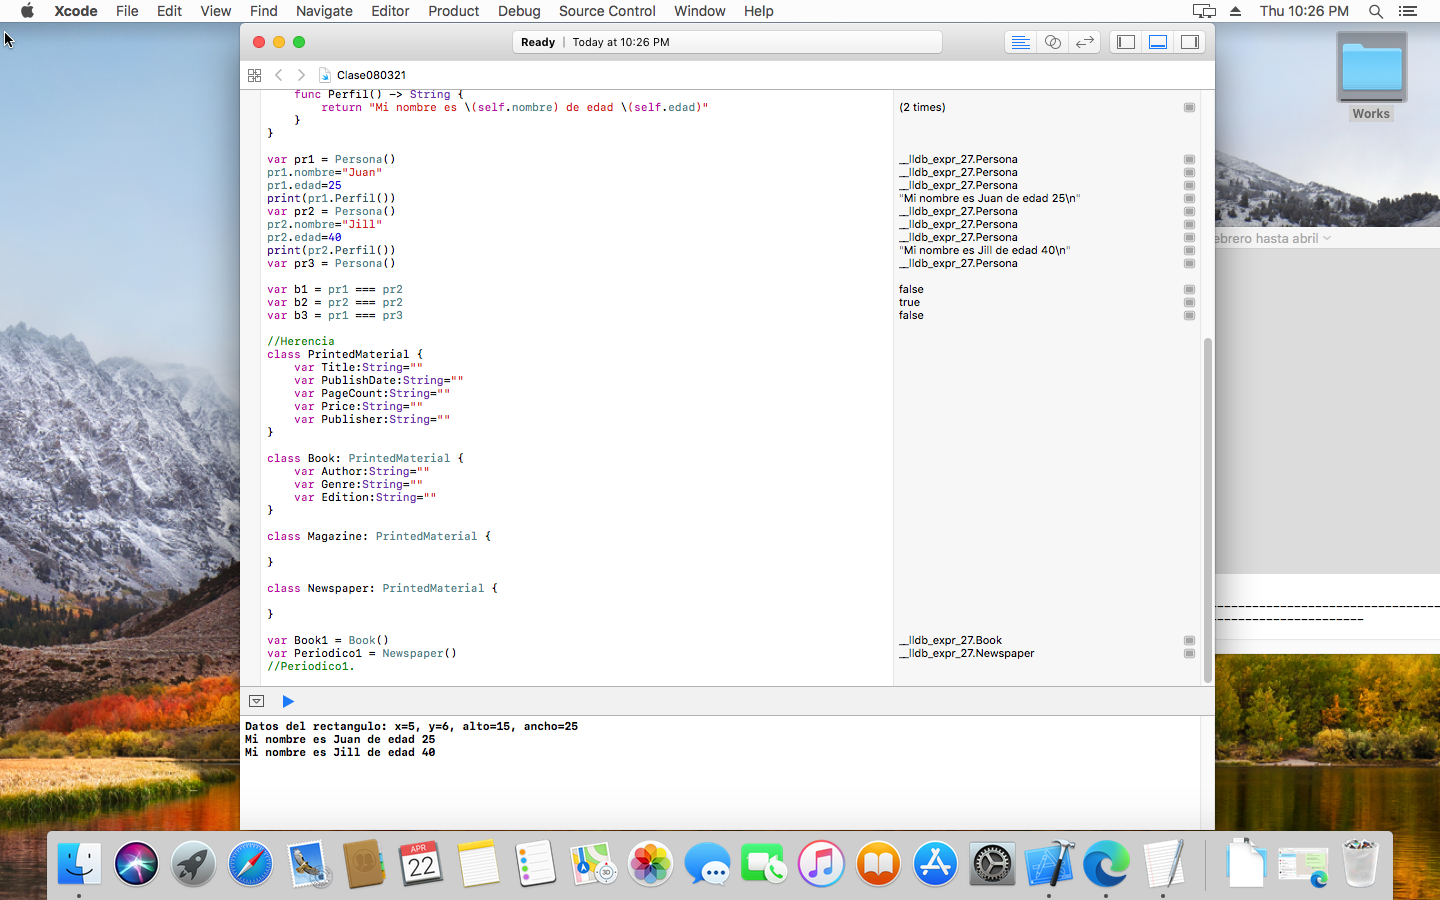 Xcode File Edit View Find Navigate Editor Product Debug Source Control Window Help Thu 10:26 PM
Ready | Today at 10:26 PM
Works
Clase080321
func Perfil() -> String {
return "Mi nombre es \(self.nombre) de edad \(self.edad)" (2 times)
}
}
var pr1 = Persona() __lldb_expr_27.Persona
pr1.nombre="Juan" __lldb_expr_27.Persona
pr1.edad=25 __lldb_expr_27.Persona
print(pr1.Perfil()) "Mi nombre es Juan de edad 25\n"
var pr2 = Persona() __lldb_expr_27.Persona
pr2.nombre="Jill" __lldb_expr_27.Persona
pr2.edad=40 __lldb_expr_27.Persona
print(pr2.Perfil()) "Mi nombre es Jill de edad 40\n"
var pr3 = Persona() __lldb_expr_27.Persona
ebrero hasta abril
var b1 = pr1 === pr2 false
var b2 = pr2 === pr2 true
var b3 = pr1 === pr3 false
//Herencia
class PrintedMaterial {
var Title:String=""
var PublishDate:String=""
var PageCount:String=""
var Price:String=""
var Publisher:String=""
}
class Book: PrintedMaterial {
var Author:String=""
var Genre:String=""
var Edition:String=""
}
class Magazine: PrintedMaterial {
}
class Newspaper: PrintedMaterial {
}
var Book1 = Book() __lldb_expr_27.Book
var Periodico1 = Newspaper() __lldb_expr_27.Newspaper
//Periodico1.
Datos del rectangulo: x=5, y=6, alto=15, ancho=25
Mi nombre es Juan de edad 25
Mi nombre es Jill de edad 40
APR
22
3D